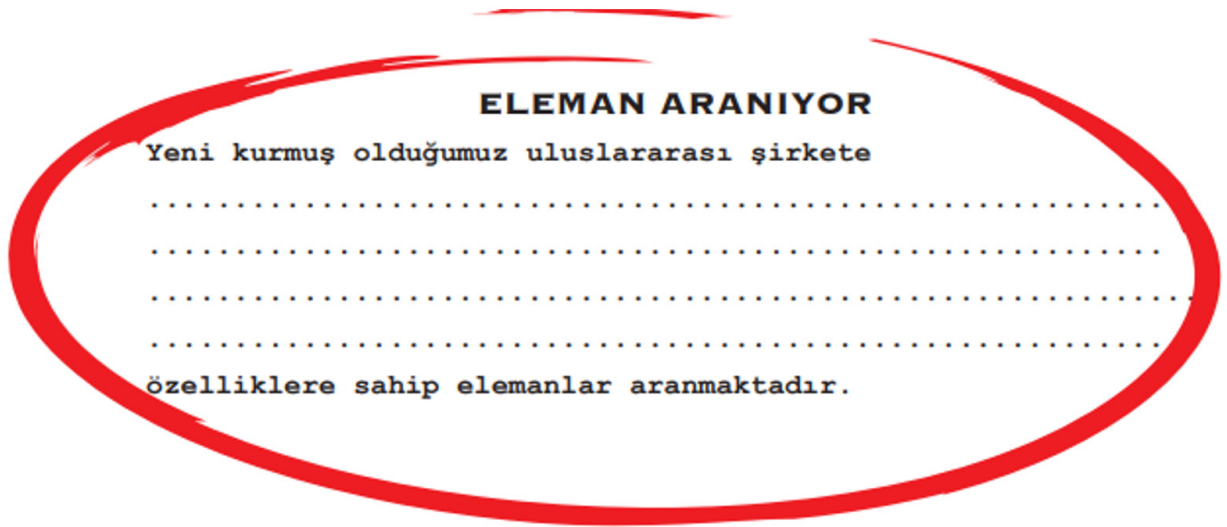 ELEMAN ARANIYOR
Yeni kurmuş olduğumuz uluslararası şirkete
......................................................................
......................................................................
......................................................................
......................................................................
özelliklere sahip elemanlar aranmaktadır.